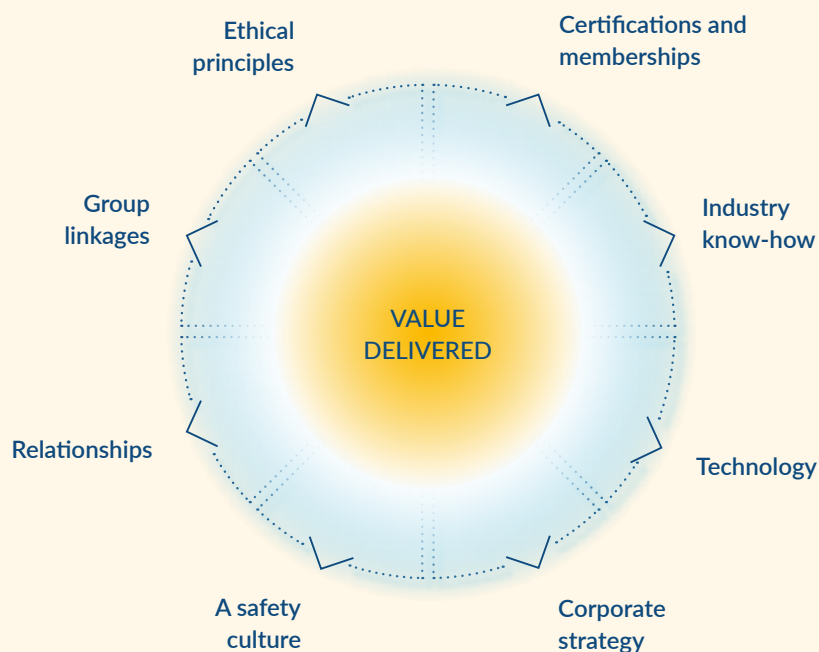 Ethical
principles
Certifications and
memberships
Group
linkages
Industry
know-how
VALUE
DELIVERED
Relationships
Technology
A safety
culture
Corporate
strategy